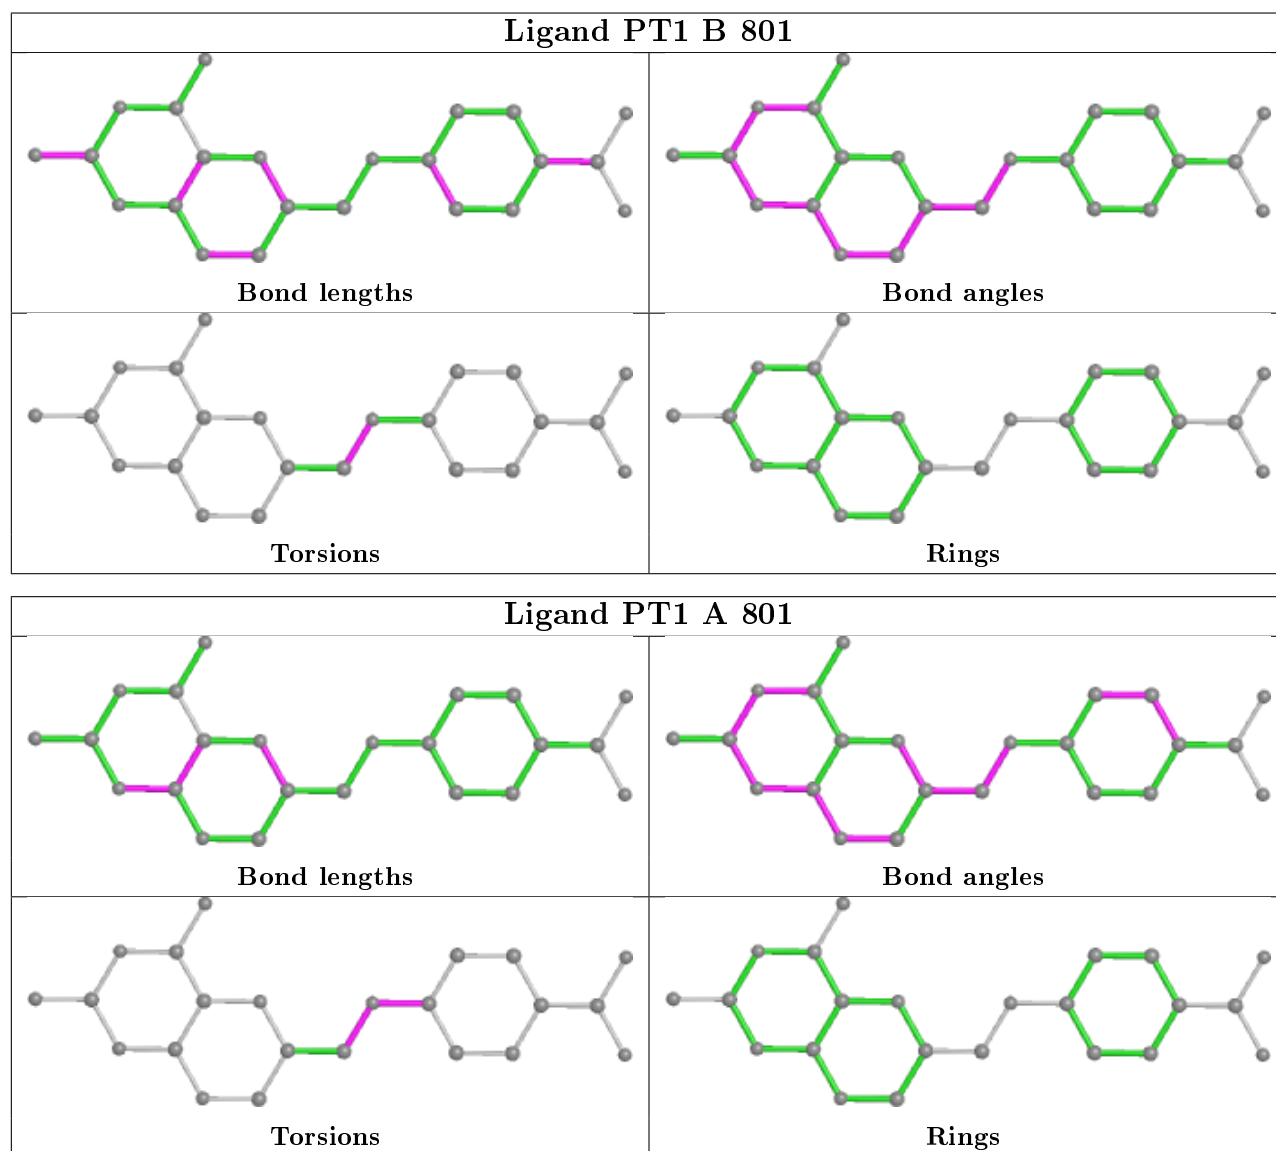 Ligand PT1 B 801
Bond lengths
Bond angles
Torsions
Rings
Ligand PT1 A 801
Bond lengths
Bond angles
Torsions
Rings